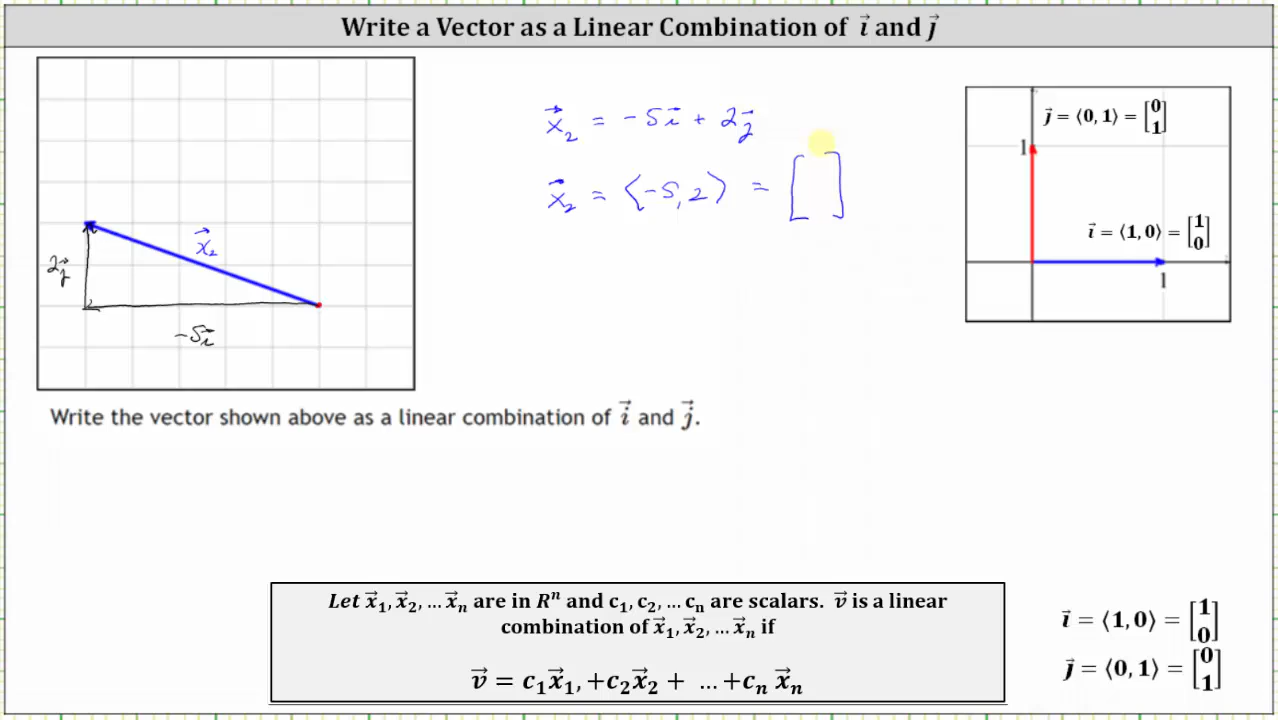 Write a Vector as a Linear Combination of i⃗ and j⃗
x⃗₂
2j⃗
-5i⃗
x⃗₂ = -5i⃗ + 2j⃗
x⃗₂ = ⟨-5, 2⟩ = [ ]
j⃗ = ⟨0, 1⟩ = [0 1]
1
i⃗ = ⟨1, 0⟩ = [1 0]
1
Write the vector shown above as a linear combination of i⃗ and j⃗.
Let x⃗₁, x⃗₂, … x⃗ₙ are in Rⁿ and c₁, c₂, … cₙ are scalars. v⃗ is a linear
combination of x⃗₁, x⃗₂, … x⃗ₙ if
v⃗ = c₁x⃗₁, +c₂x⃗₂ + … +cₙ x⃗ₙ
i⃗ = ⟨1, 0⟩ = [1 0]
j⃗ = ⟨0, 1⟩ = [0 1]